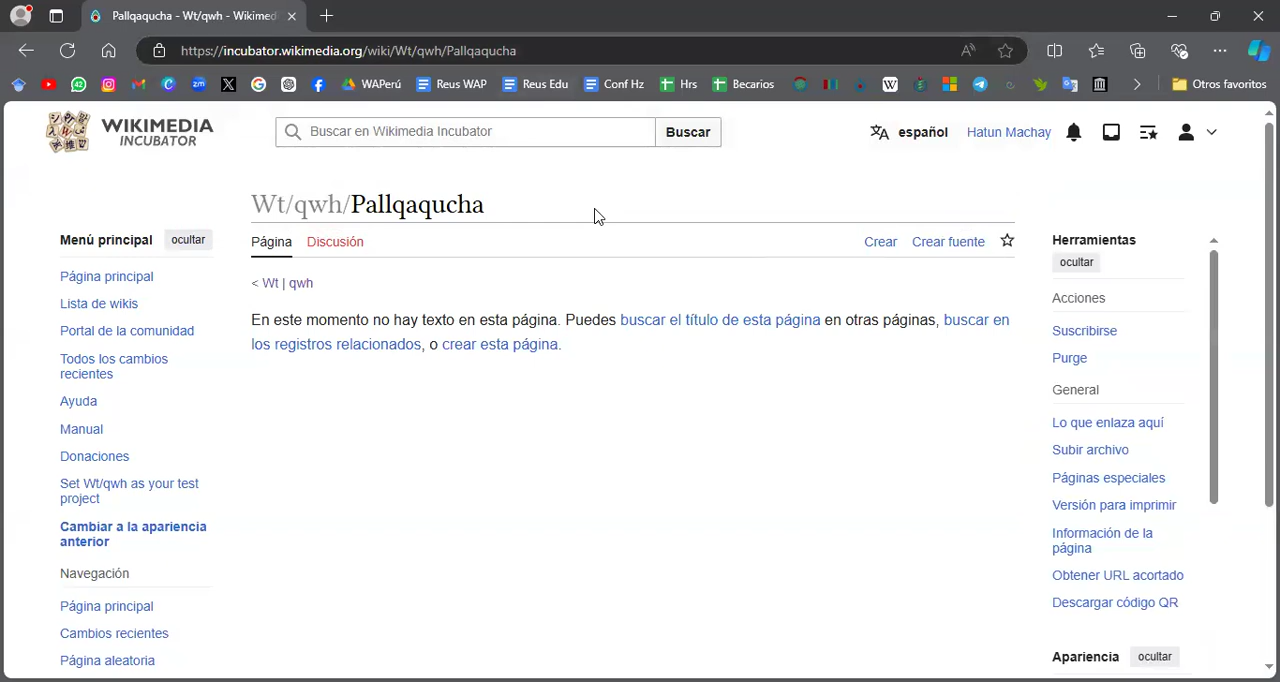 Pallqaqucha - Wt/qwh - Wikimed
https://incubator.wikimedia.org/wiki/Wt/qwh/Pallqaqucha
WAPerú Reus WAP Reus Edu Conf Hz Hrs Becarios Otros favoritos
WIKIMEDIA
INCUBATOR
Buscar en Wikimedia Incubator
Buscar
español
Hatun Machay
Wt/qwh/Pallqaqucha
Menú principal ocultar
Página principal
Lista de wikis
Portal de la comunidad
Todos los cambios
recientes
Ayuda
Manual
Donaciones
Set Wt/qwh as your test
project
Cambiar a la apariencia
anterior
Navegación
Página principal
Cambios recientes
Página aleatoria
Página Discusión Crear Crear fuente
< Wt | qwh
En este momento no hay texto en esta página. Puedes buscar el título de esta página en otras páginas, buscar en
los registros relacionados, o crear esta página.
Herramientas
ocultar
Acciones
Suscribirse
Purge
General
Lo que enlaza aquí
Subir archivo
Páginas especiales
Versión para imprimir
Información de la
página
Obtener URL acortado
Descargar código QR
Apariencia ocultar